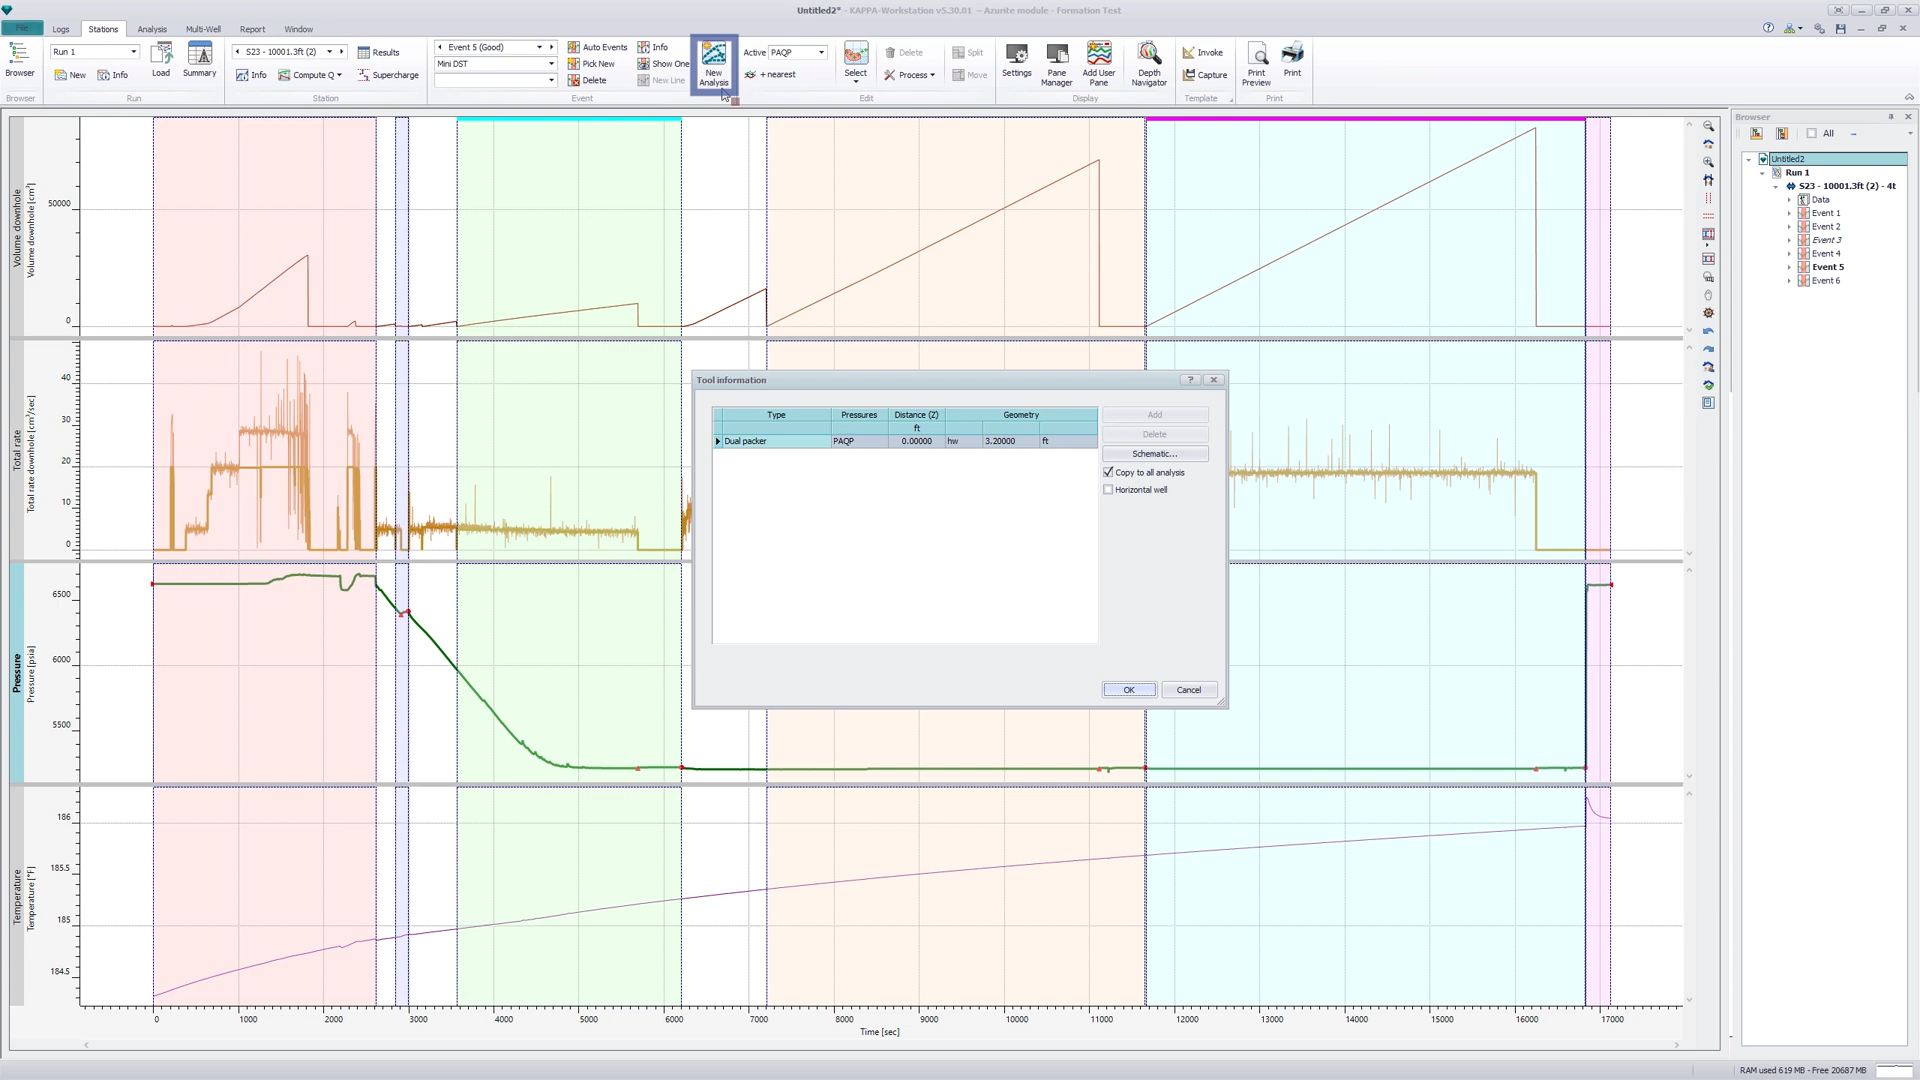 Untitled2* - KAPPA-Workstation v5.30.01 - Azurite module - Formation Test
File Logs Stations Analysis Multi-Well Report Window
Browser
Run 1
New Info
Load
Summary
S23 - 10001.3ft (2)
Info Compute Q
Results
Supercharge
Event 5 (Good)
Mini DST
Auto Events
Pick New
Delete
Info
Show One
New Line
New Analysis
Active PAQP
+nearest
Select
Delete
Process
Split
Move
Settings
Pane Manager
Add User Pane
Depth Navigator
Invoke
Capture
Print Preview
Print
Browser Run Station Event Edit Display Template Print
Volume downhole
Volume downhole [cm³]
50000
0
Total rate
Total rate downhole [cm³/sec]
40
30
20
10
0
Pressure
Pressure [psia]
6500
6000
5500
Temperature
Temperature [°F]
186
185.5
185
184.5
0 1000 2000 3000 4000 5000 6000 7000 8000 9000 10000 11000 12000 13000 14000 15000 16000 17000
Time [sec]
Tool information
Type Pressures Distance (Z) Geometry
ft
Dual packer PAQP 0.00000 hw 3.20000 ft
Add
Delete
Schematic...
Copy to all analysis
Horizontal well
OK Cancel
Browser
All
Untitled2
Run 1
S23 - 10001.3ft (2) - 4t
Data
Event 1
Event 2
Event 3
Event 4
Event 5
Event 6
RAM used 619 MB - Free 20687 MB